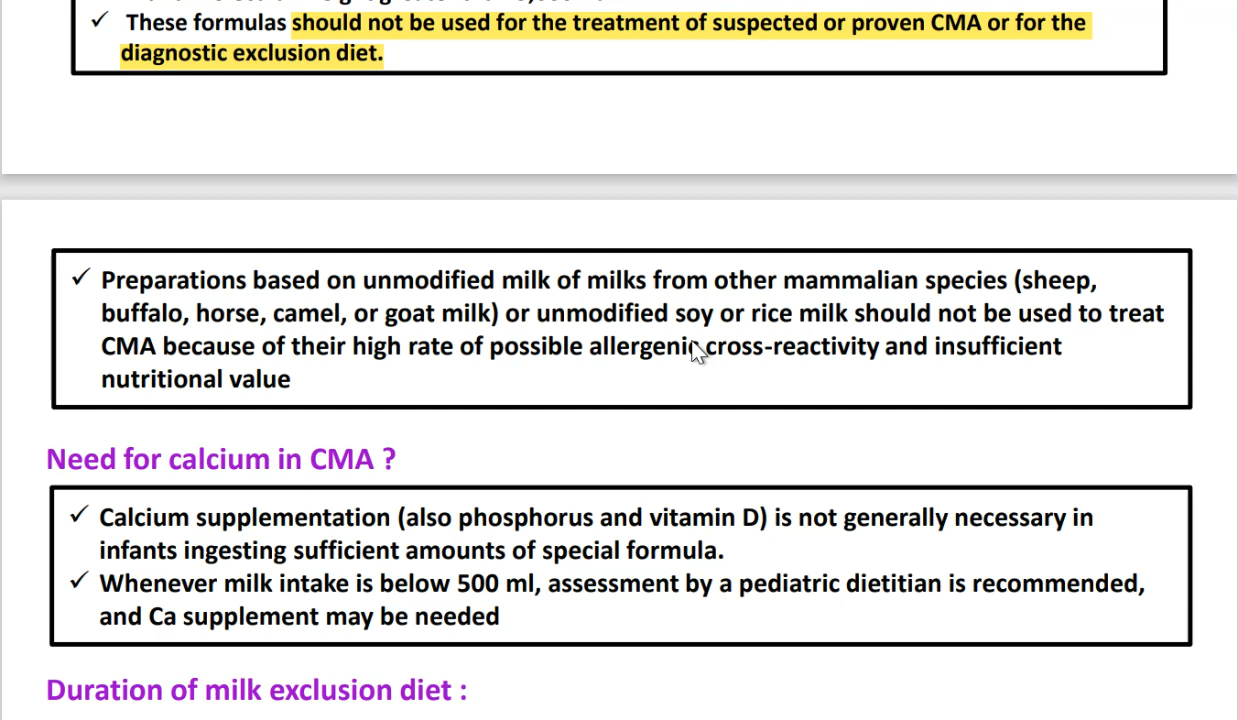 ✓ These formulas should not be used for the treatment of suspected or proven CMA or for the
diagnostic exclusion diet.
✓ Preparations based on unmodified milk of milks from other mammalian species (sheep,
buffalo, horse, camel, or goat milk) or unmodified soy or rice milk should not be used to treat
CMA because of their high rate of possible allergenic cross-reactivity and insufficient
nutritional value
Need for calcium in CMA ?
✓ Calcium supplementation (also phosphorus and vitamin D) is not generally necessary in
infants ingesting sufficient amounts of special formula.
✓ Whenever milk intake is below 500 ml, assessment by a pediatric dietitian is recommended,
and Ca supplement may be needed
Duration of milk exclusion diet :